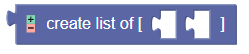 create list of [ ]